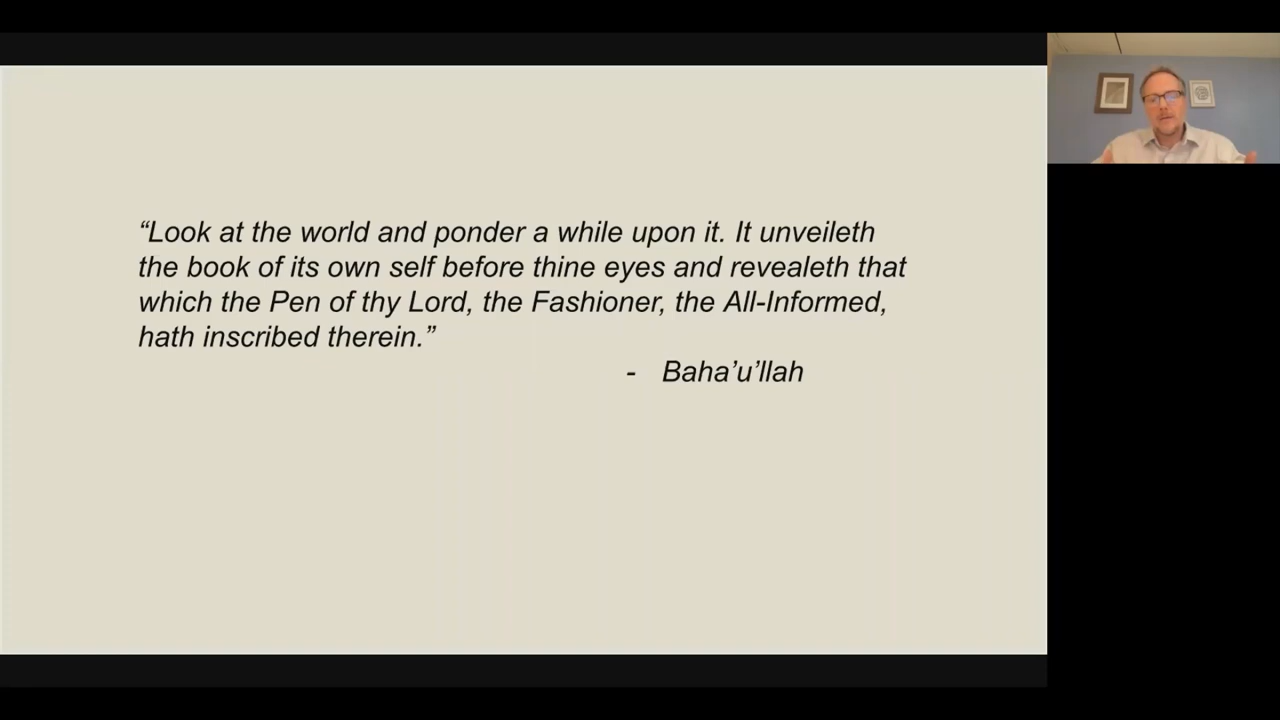 “Look at the world and ponder a while upon it. It unveileth
the book of its own self before thine eyes and revealeth that
which the Pen of thy Lord, the Fashioner, the All-Informed,
hath inscribed therein.”
- Baha’u’llah